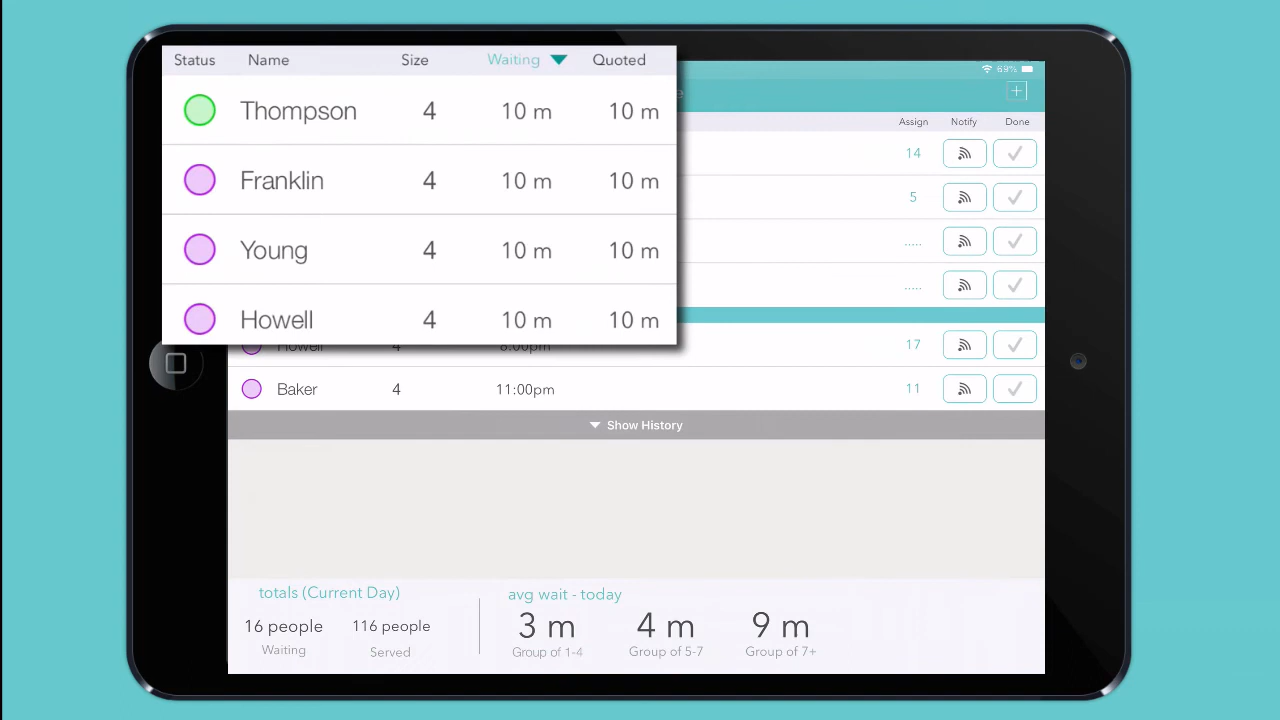 Status Name Size Waiting Quoted
69%
Assign Notify Done
Thompson 4 10 m 10 m
14
Franklin 4 10 m 10 m
5
Young 4 10 m 10 m
.....
.....
Howell 4 10 m 10 m
Howell 4 8:00pm 17
Baker 4 11:00pm 11
Show History
totals (Current Day)
16 people 116 people
Waiting Served
avg wait - today
3 m 4 m 9 m
Group of 1-4 Group of 5-7 Group of 7+